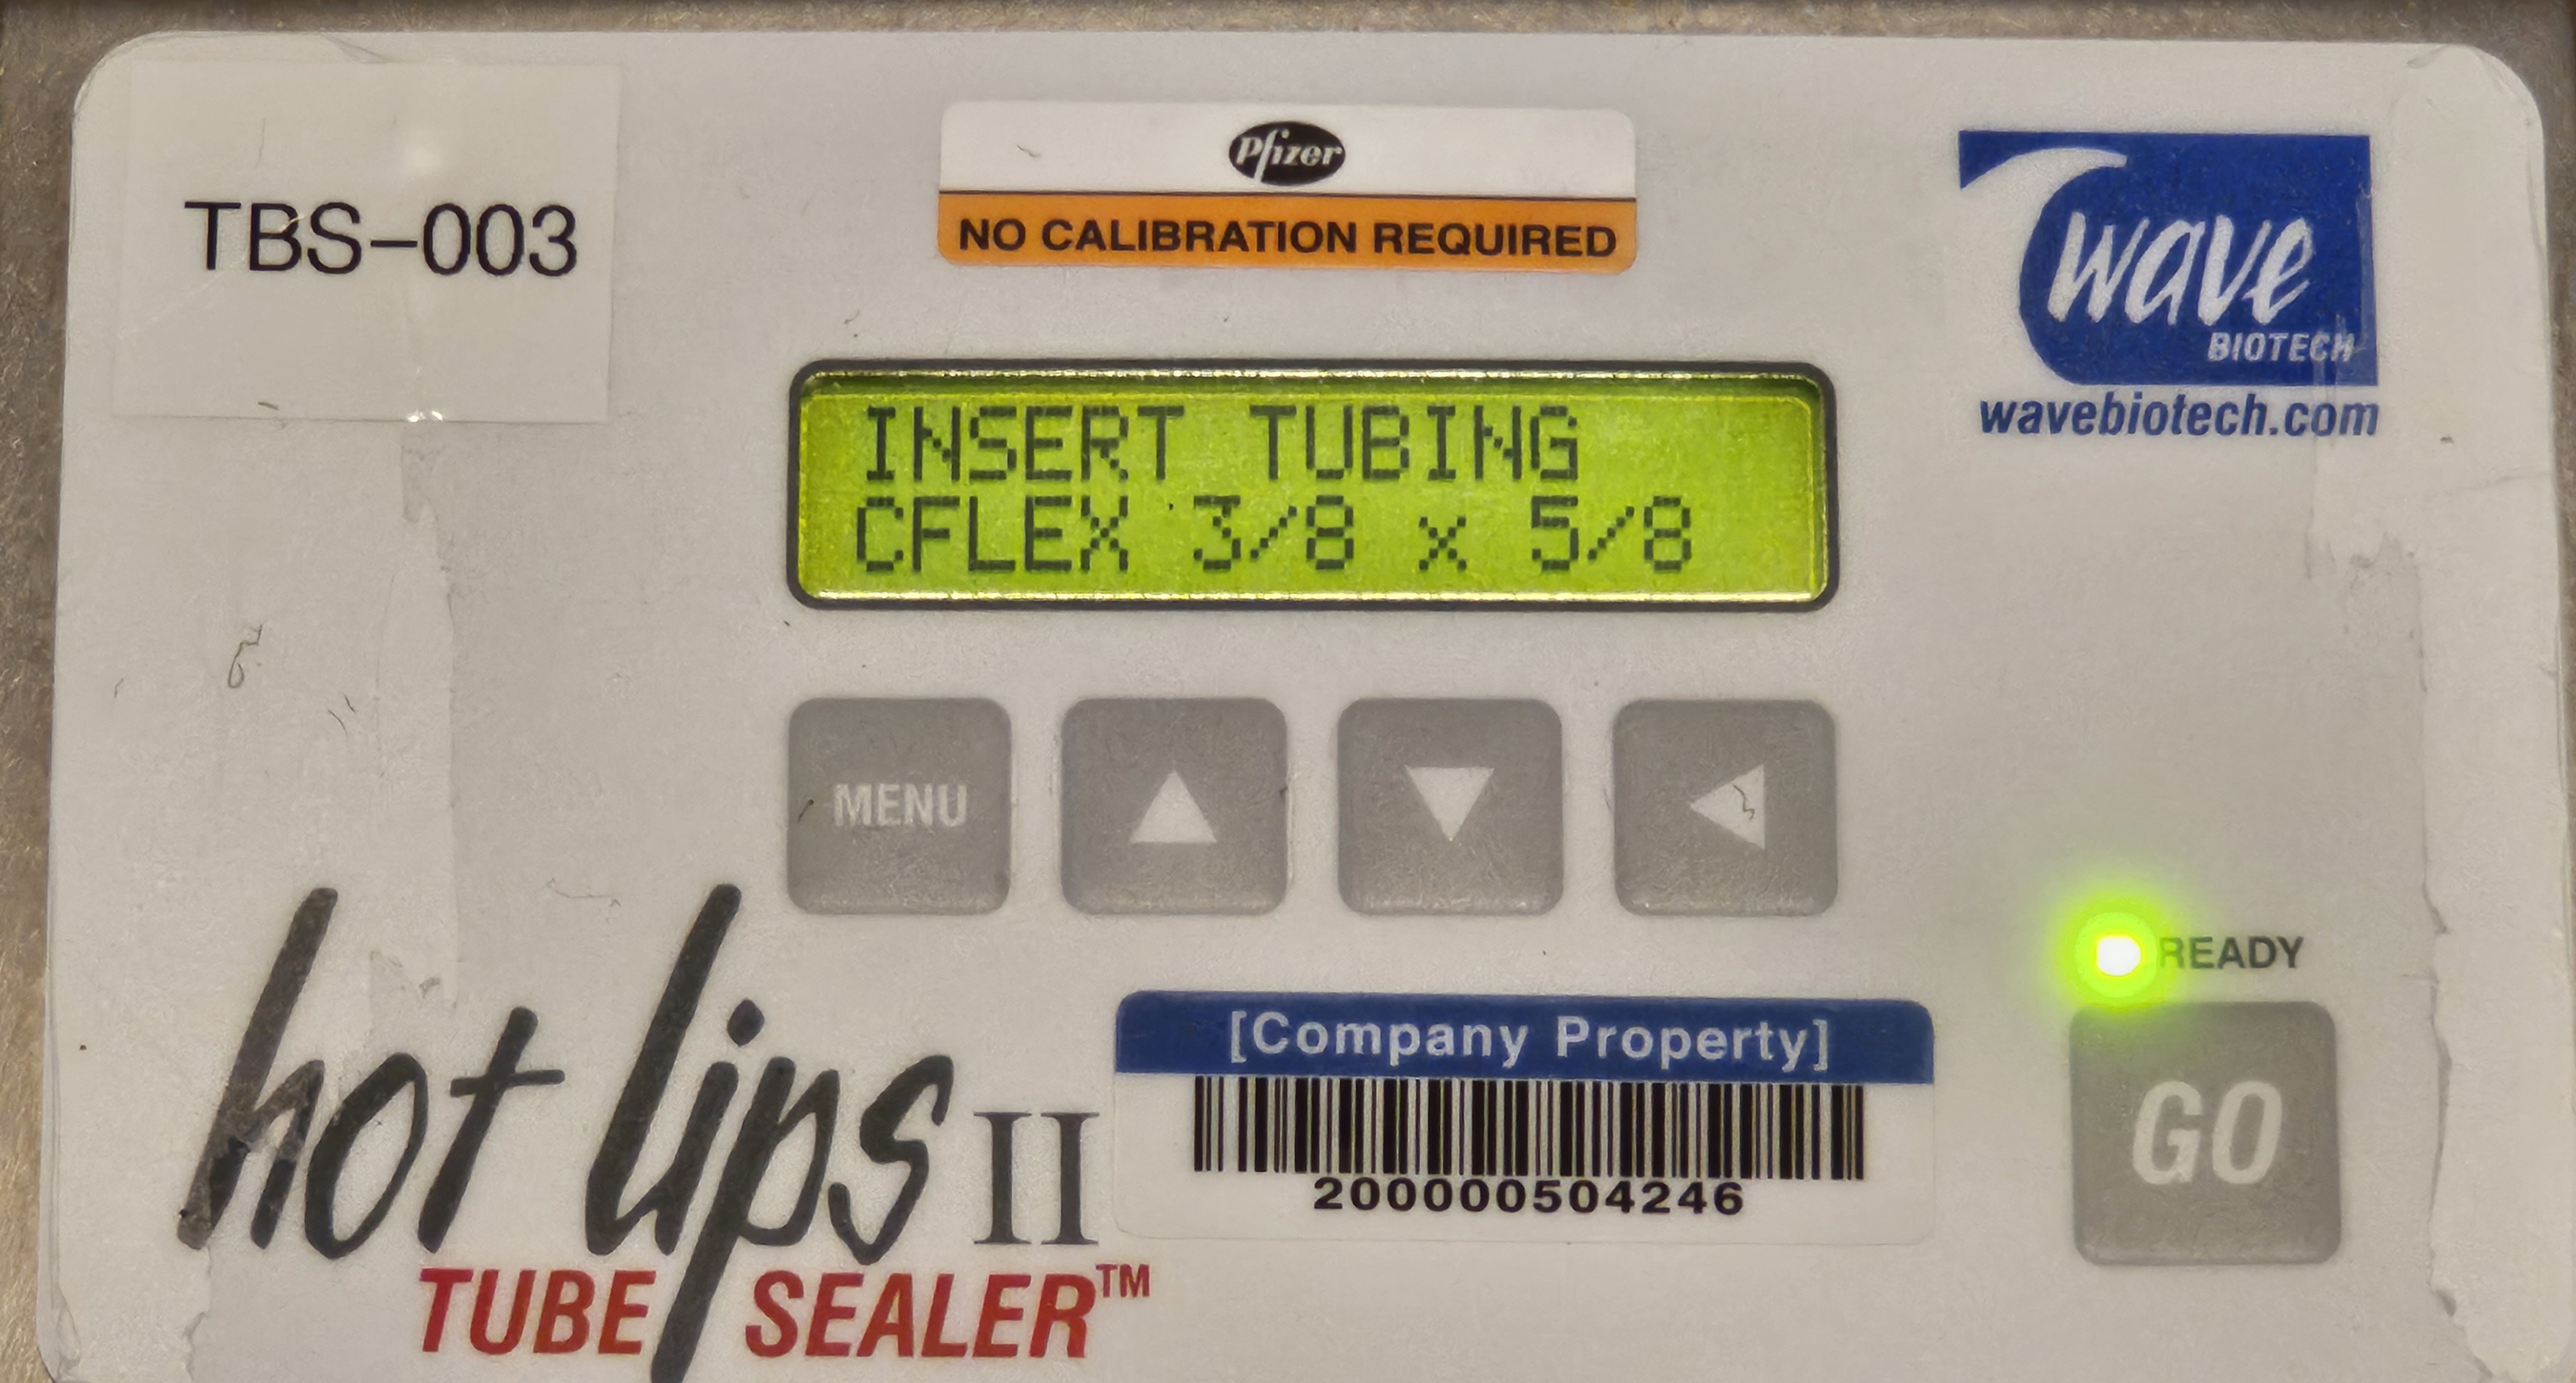 TBS-003
Pfizer
NO CALIBRATION REQUIRED
wave
BIOTECH
wavebiotech.com
INSERT TUBING
CFLEX 3/8 x 5/8
MENU
READY
GO
[Company Property]
200000504246
hot lips II
TUBE SEALER™